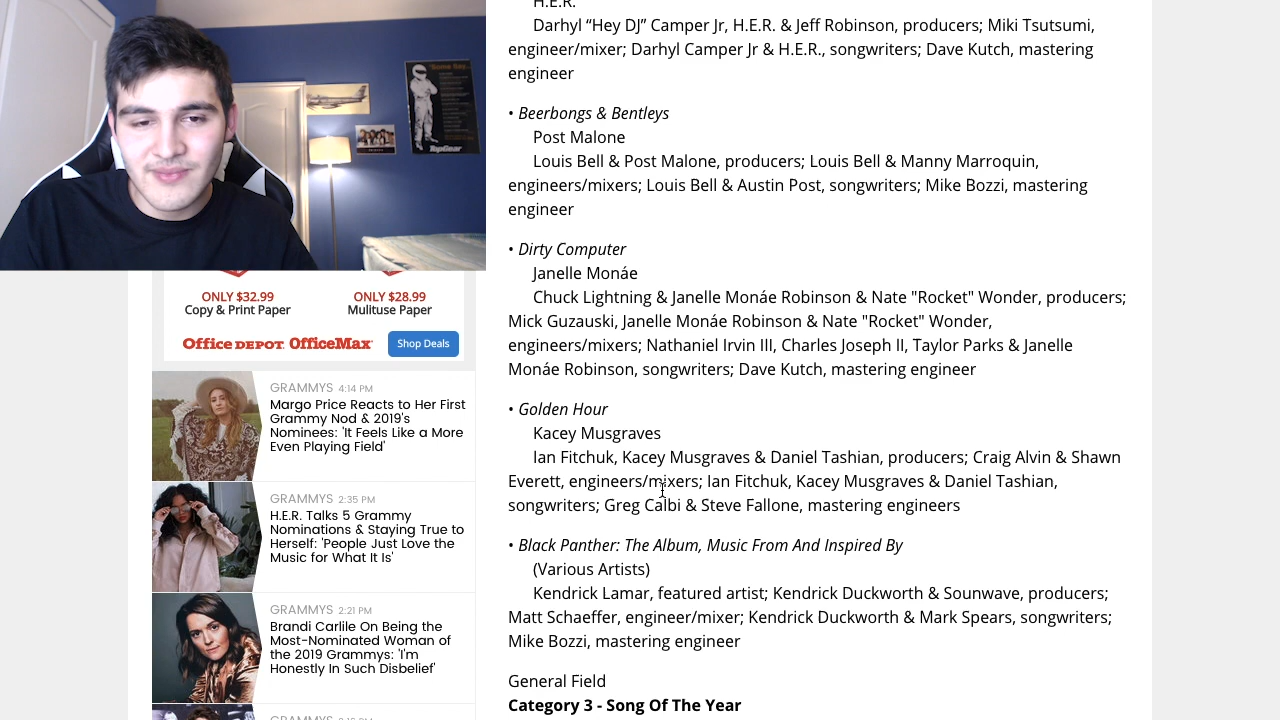 "Some Say...
TopGear
ONLY $32.99
Copy & Print Paper
ONLY $28.99
Mulituse Paper
Office DEPOT OfficeMax
Shop Deals
GRAMMYS 4:14 PM
Margo Price Reacts to Her First
Grammy Nod & 2019's
Nominees: 'It Feels Like a More
Even Playing Field'
GRAMMYS 2:35 PM
H.E.R. Talks 5 Grammy
Nominations & Staying True to
Herself: 'People Just Love the
Music for What It Is'
GRAMMYS 2:21 PM
Brandi Carlile On Being the
Most-Nominated Woman of
the 2019 Grammys: 'I'm
Honestly In Such Disbelief'
GRAMMYS
H.E.R.
Darhyl “Hey DJ” Camper Jr, H.E.R. & Jeff Robinson, producers; Miki Tsutsumi,
engineer/mixer; Darhyl Camper Jr & H.E.R., songwriters; Dave Kutch, mastering
engineer
• Beerbongs & Bentleys
Post Malone
Louis Bell & Post Malone, producers; Louis Bell & Manny Marroquin,
engineers/mixers; Louis Bell & Austin Post, songwriters; Mike Bozzi, mastering
engineer
• Dirty Computer
Janelle Monáe
Chuck Lightning & Janelle Monáe Robinson & Nate "Rocket" Wonder, producers;
Mick Guzauski, Janelle Monáe Robinson & Nate "Rocket" Wonder,
engineers/mixers; Nathaniel Irvin III, Charles Joseph II, Taylor Parks & Janelle
Monáe Robinson, songwriters; Dave Kutch, mastering engineer
• Golden Hour
Kacey Musgraves
Ian Fitchuk, Kacey Musgraves & Daniel Tashian, producers; Craig Alvin & Shawn
Everett, engineers/mixers; Ian Fitchuk, Kacey Musgraves & Daniel Tashian,
songwriters; Greg Calbi & Steve Fallone, mastering engineers
• Black Panther: The Album, Music From And Inspired By
(Various Artists)
Kendrick Lamar, featured artist; Kendrick Duckworth & Sounwave, producers;
Matt Schaeffer, engineer/mixer; Kendrick Duckworth & Mark Spears, songwriters;
Mike Bozzi, mastering engineer
General Field
Category 3 - Song Of The Year